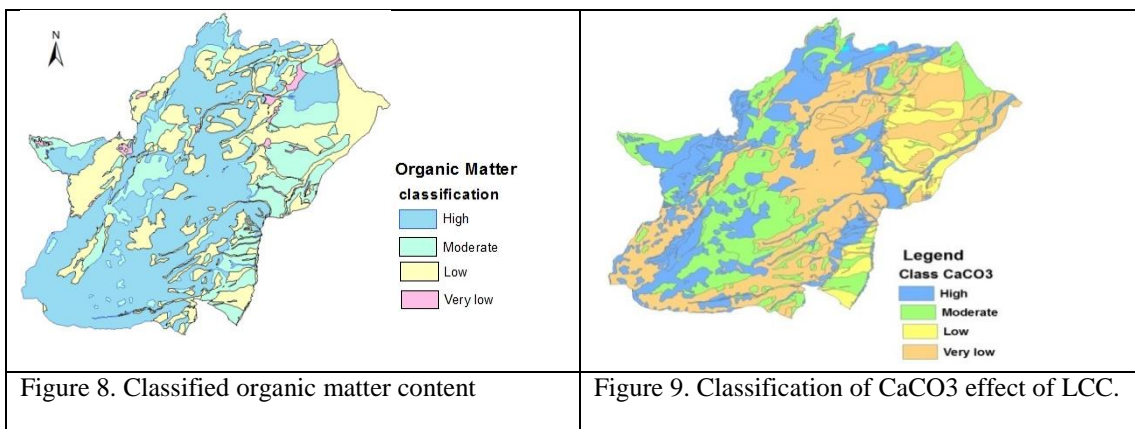 N
Organic Matter
classification
High
Moderate
Low
Very low
Legend
Class CaCO3
High
Moderate
Low
Very low
Figure 8. Classified organic matter content
Figure 9. Classification of CaCO3 effect of LCC.